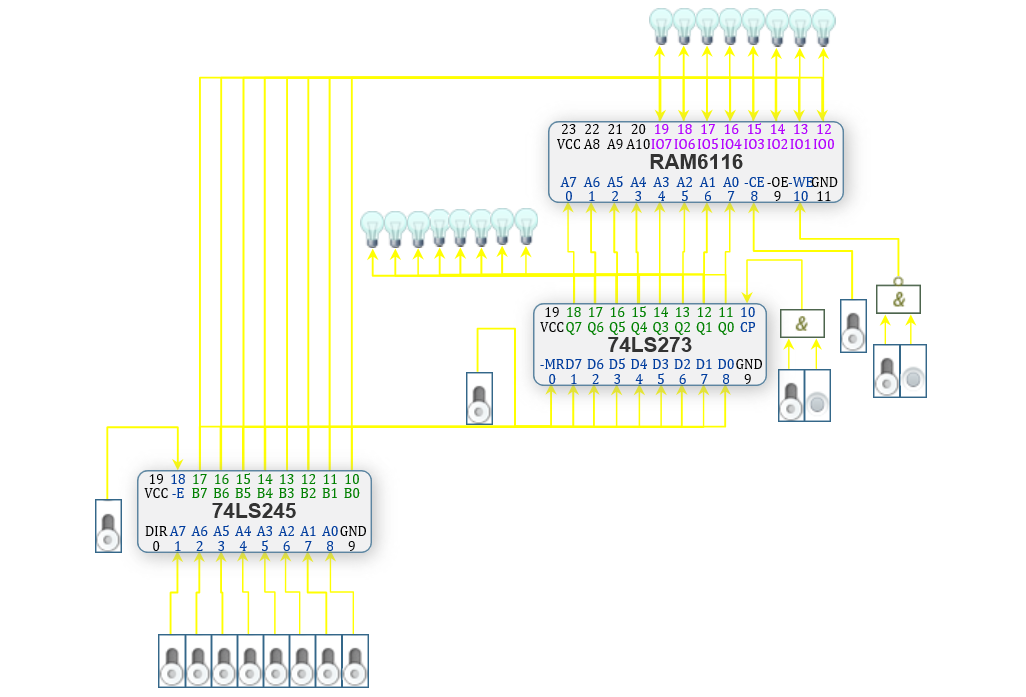 23 22 21 20 19 18 17 16 15 14 13 12
VCC A8 A9 A10 IO7 IO6 IO5 IO4 IO3 IO2 IO1 IO0
RAM6116
A7 A6 A5 A4 A3 A2 A1 A0 -CE -OE -WE GND
0 1 2 3 4 5 6 7 8 9 10 11
&
&
19 18 17 16 15 14 13 12 11 10
VCC Q7 Q6 Q5 Q4 Q3 Q2 Q1 Q0 CP
74LS273
-MR D7 D6 D5 D4 D3 D2 D1 D0 GND
0 1 2 3 4 5 6 7 8 9
19 18 17 16 15 14 13 12 11 10
VCC -E B7 B6 B5 B4 B3 B2 B1 B0
74LS245
DIR A7 A6 A5 A4 A3 A2 A1 A0 GND
0 1 2 3 4 5 6 7 8 9